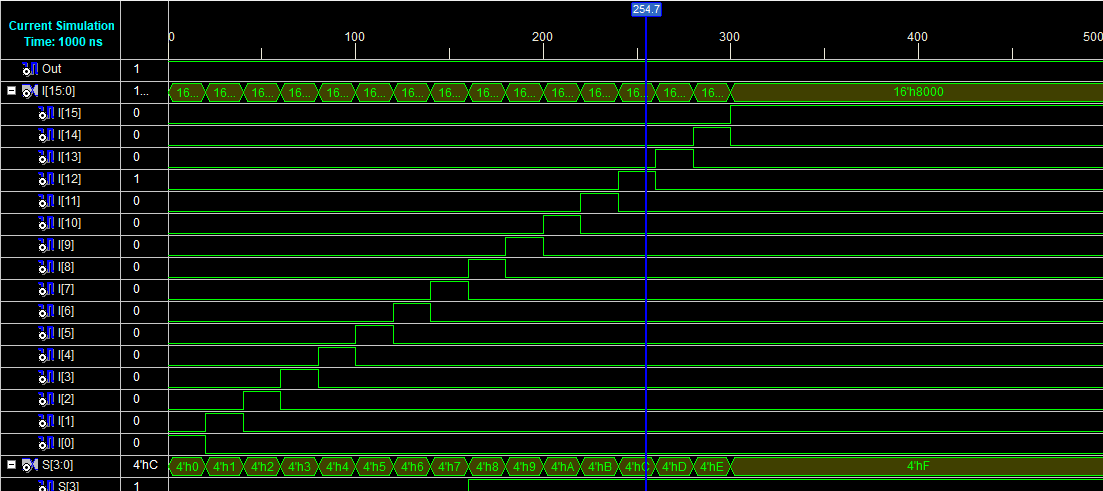 254.7
Current Simulation
Time: 1000 ns
0 100 200 300 400 500
Out 1
I[15:0] 1... 16... 16... 16... 16... 16... 16... 16... 16... 16... 16... 16... 16... 16... 16... 16... 16'h8000
I[15] 0
I[14] 0
I[13] 0
I[12] 1
I[11] 0
I[10] 0
I[9] 0
I[8] 0
I[7] 0
I[6] 0
I[5] 0
I[4] 0
I[3] 0
I[2] 0
I[1] 0
I[0] 0
S[3:0] 4'hC 4'h0 4'h1 4'h2 4'h3 4'h4 4'h5 4'h6 4'h7 4'h8 4'h9 4'hA 4'hB 4'hC 4'hD 4'hE 4'hF
S[3] 1